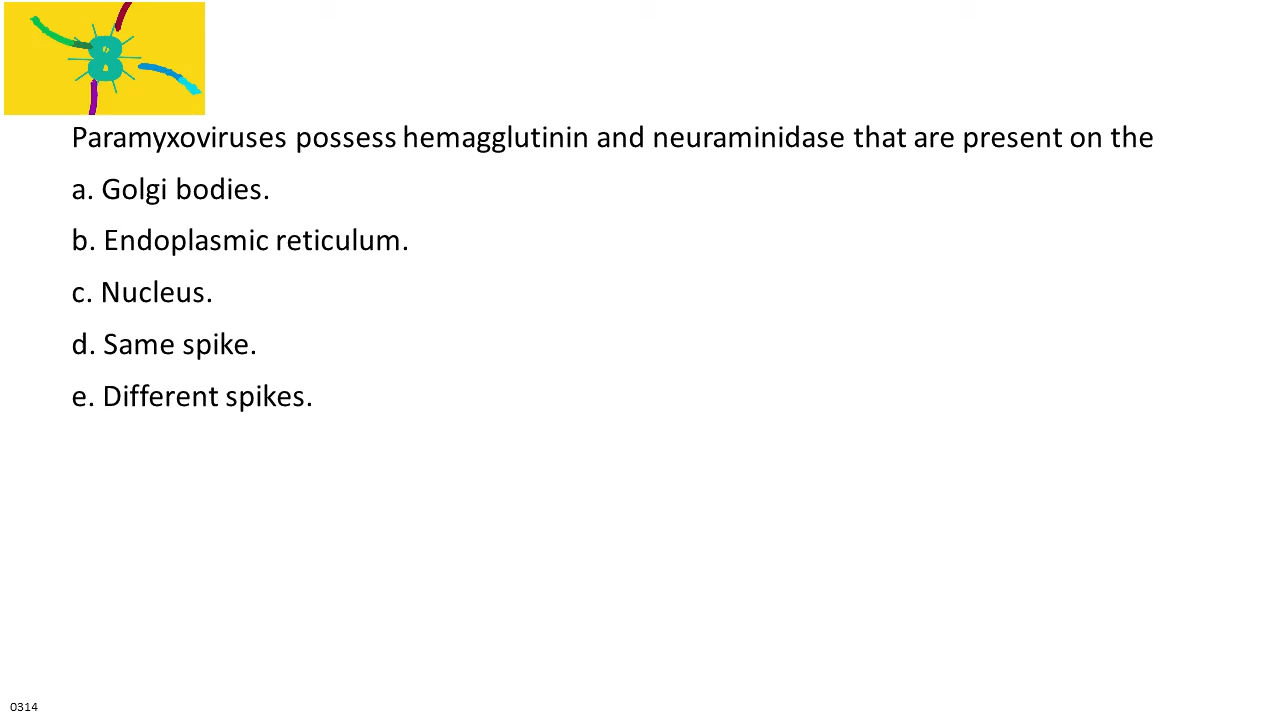 8
Paramyxoviruses possess hemagglutinin and neuraminidase that are present on the
a. Golgi bodies.
b. Endoplasmic reticulum.
c. Nucleus.
d. Same spike.
e. Different spikes.
0314